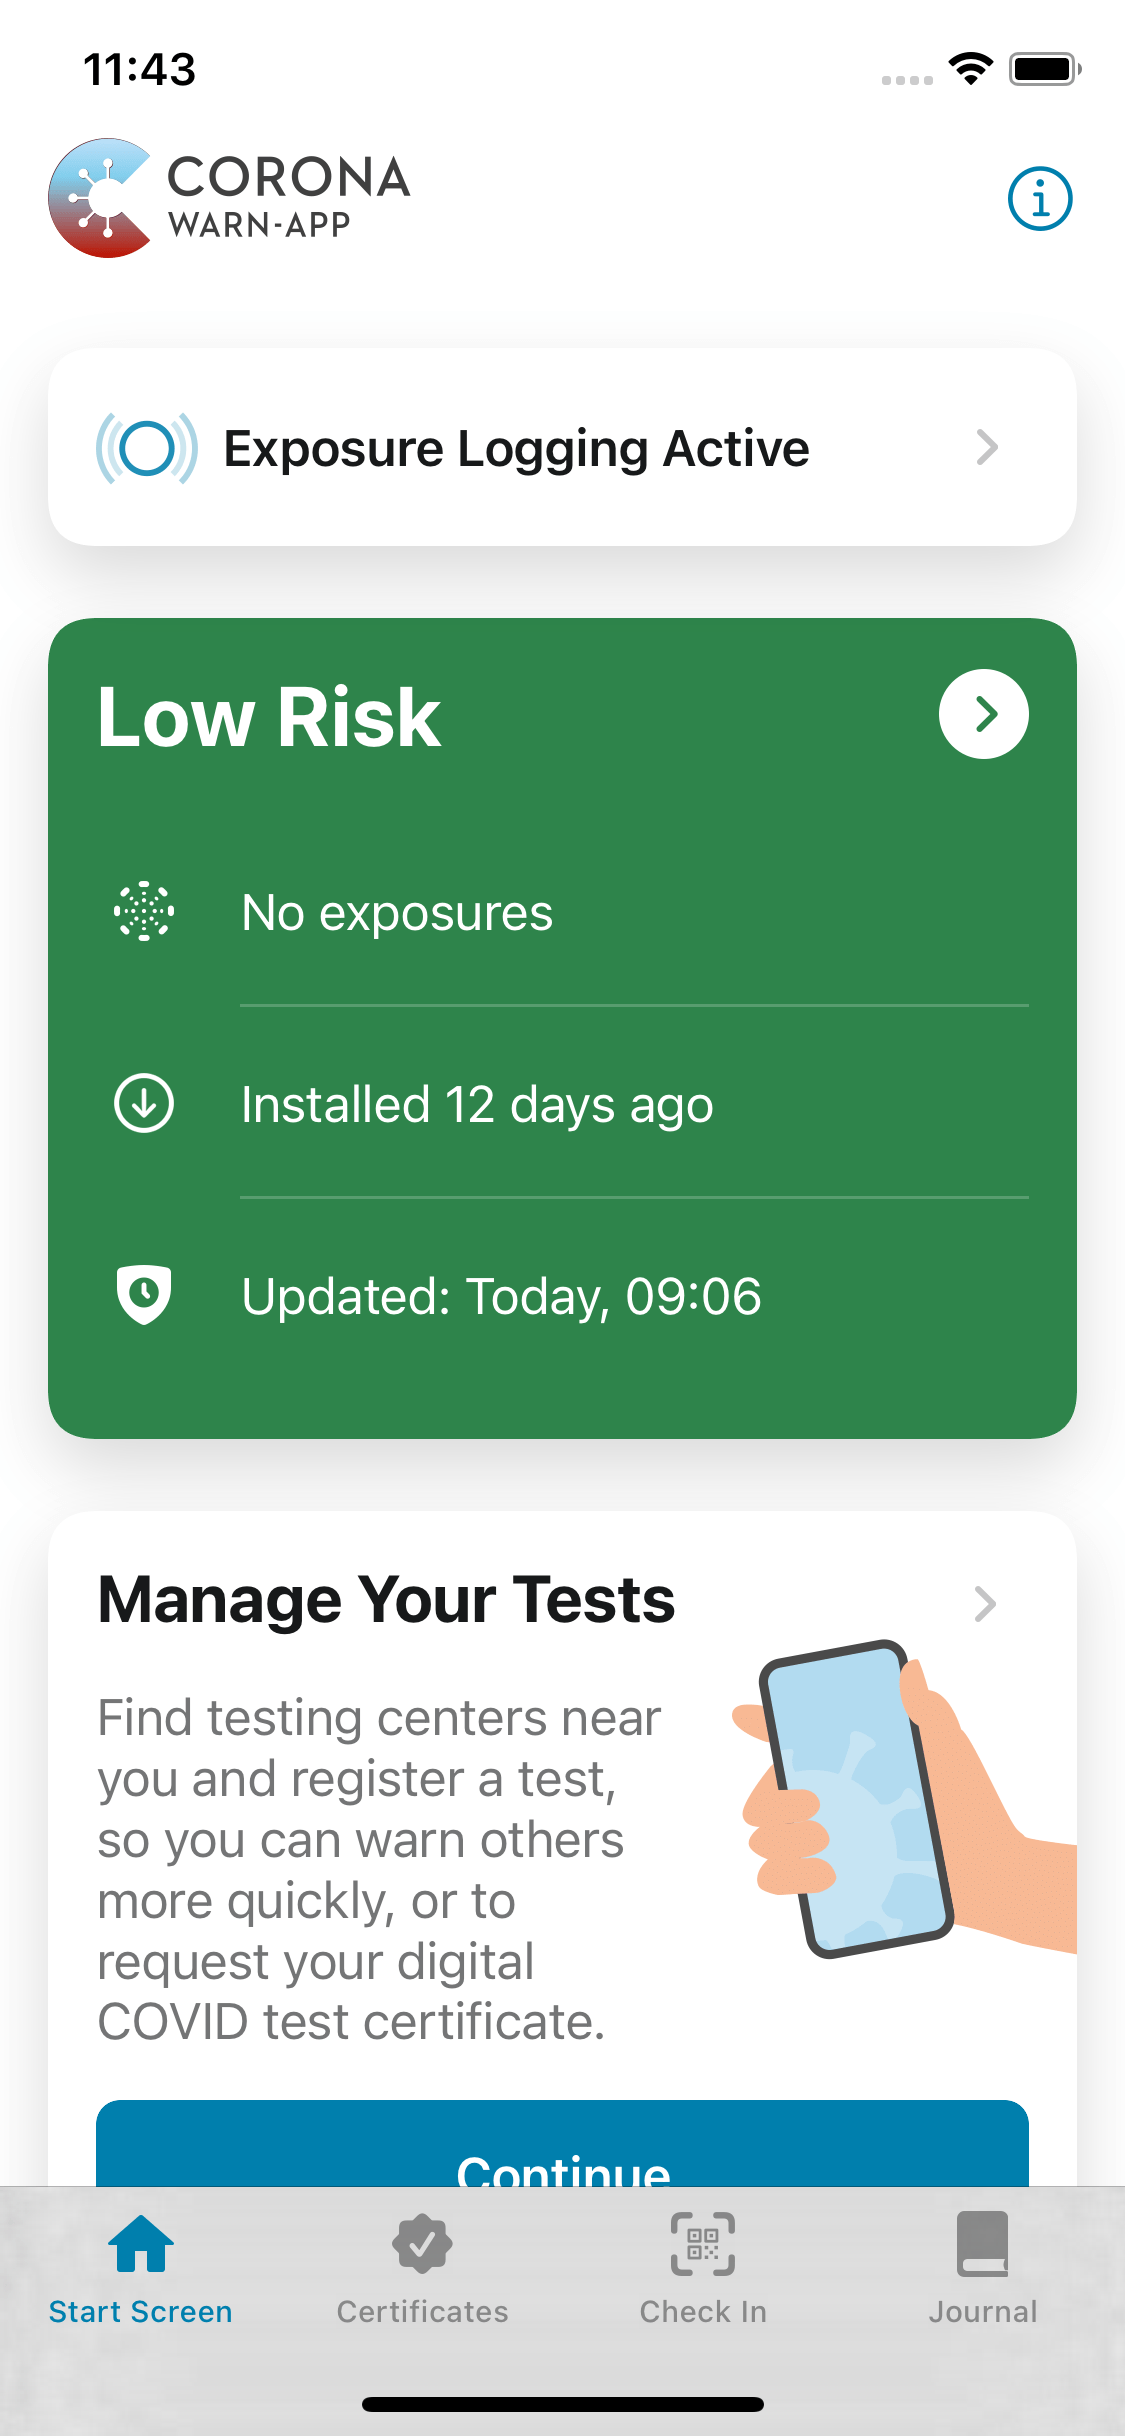 11:43
CORONA
WARN-APP
Exposure Logging Active
Low Risk
No exposures
Installed 12 days ago
Updated: Today, 09:06
Manage Your Tests
Find testing centers near
you and register a test,
so you can warn others
more quickly, or to
request your digital
COVID test certificate.
Continue
Start Screen
Certificates
Check In
Journal